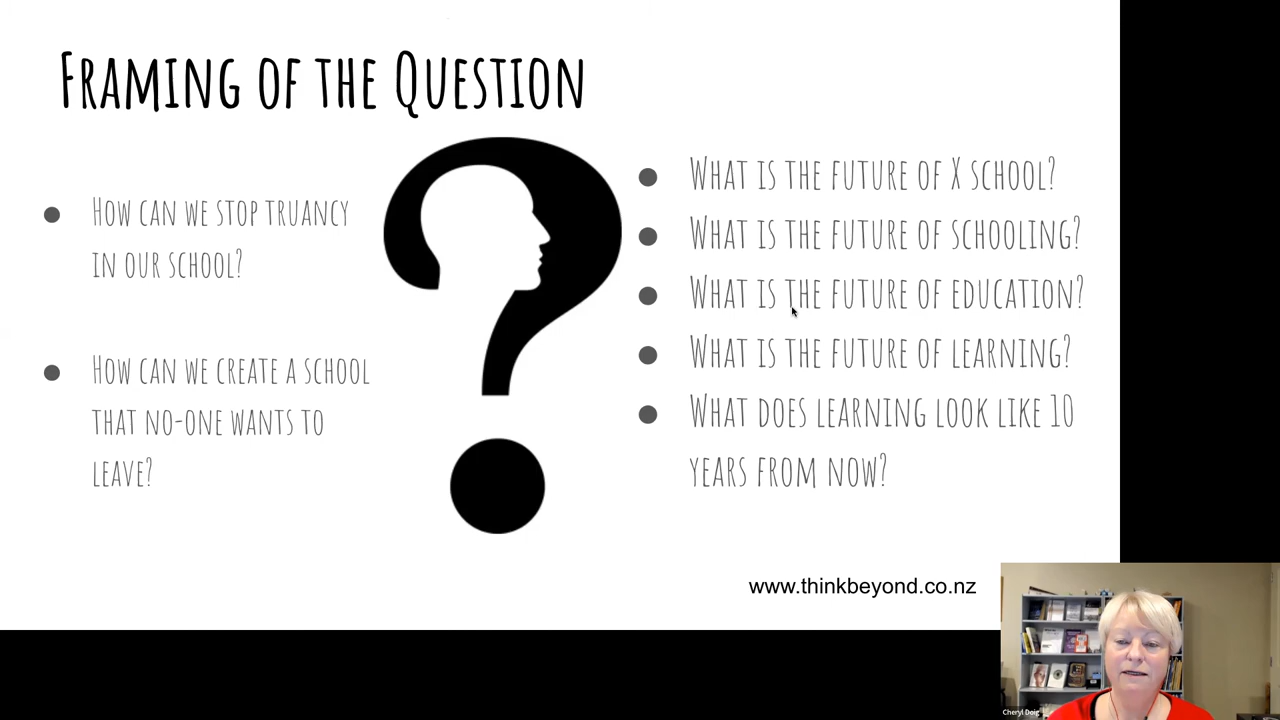 Framing of the Question
How can we stop truancy
in our school?
How can we create a school
that no-one wants to
leave?
What is the future of X school?
What is the future of schooling?
What is the future of education?
What is the future of learning?
What does learning look like 10
years from now?
www.thinkbeyond.co.nz
Cheryl Doig